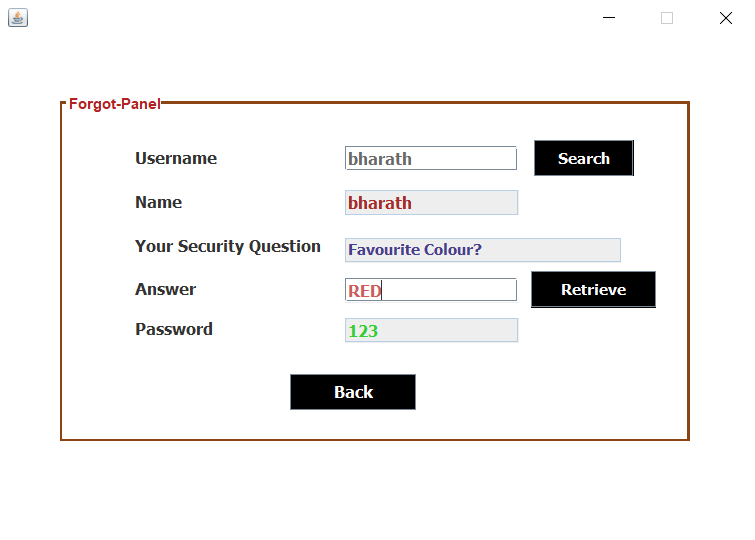 Forgot-Panel
Username bharath Search
Name bharath
Your Security Question Favourite Colour?
Answer RED Retrieve
Password 123
Back